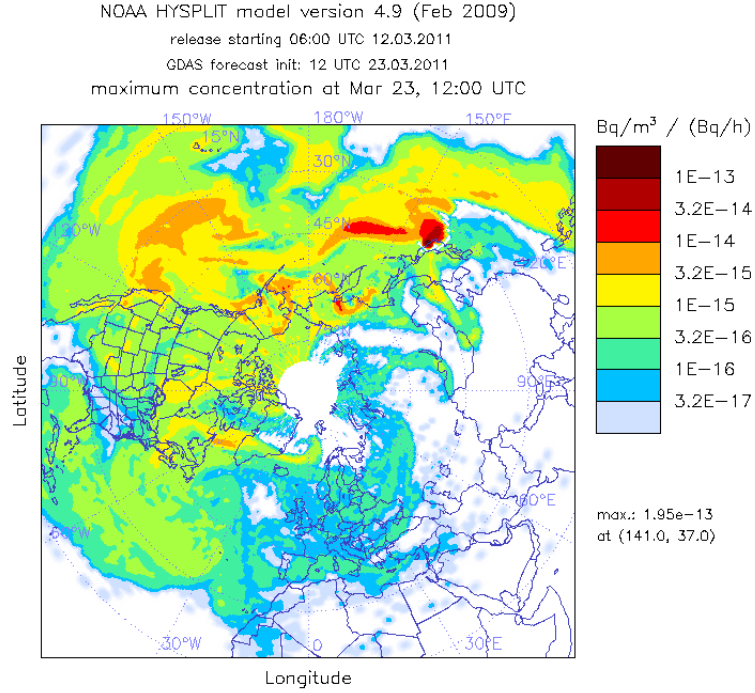 NOAA HYSPLIT model version 4.9 (Feb 2009)
release starting 06:00 UTC 12.03.2011
GDAS forecast init: 12 UTC 23.03.2011
maximum concentration at Mar 23, 12:00 UTC
150°W
180°W
150°E
Bq/m³ / (Bq/h)
15°N
30°N
45°N
60°N
120°E
90°W
90°E
60°E
30°W
0
30°E
1E-13
3.2E-14
1E-14
3.2E-15
1E-15
3.2E-16
1E-16
3.2E-17
max.: 1.95e-13
at (141.0, 37.0)
Latitude
Longitude